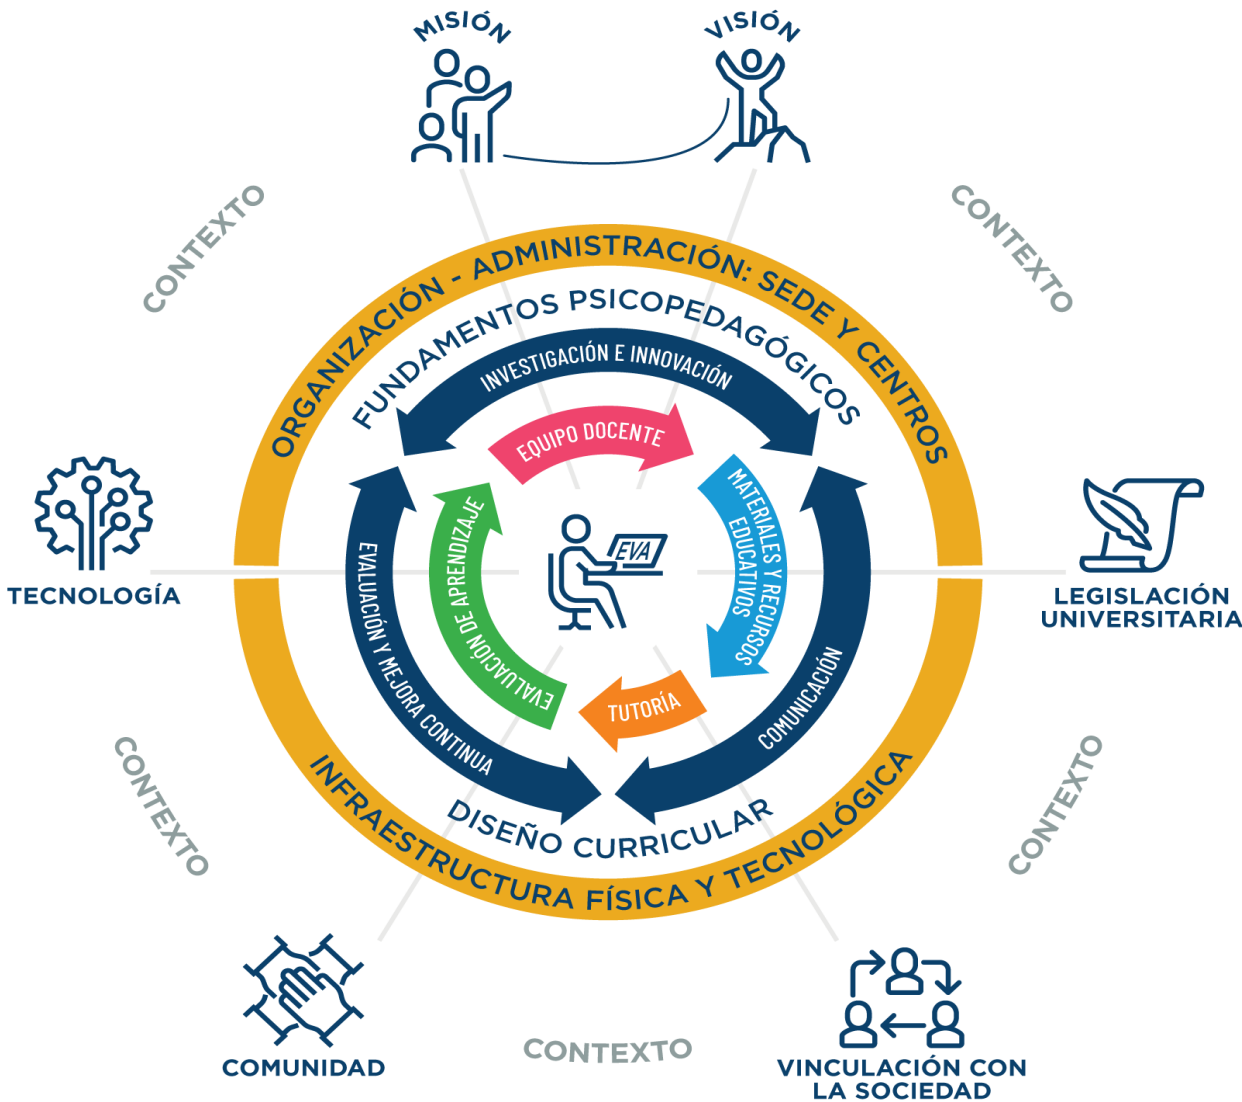 MISIÓN
VISIÓN
CONTEXTO
CONTEXTO
ORGANIZACIÓN - ADMINISTRACIÓN: SEDE Y CENTROS
FUNDAMENTOS PSICOPEDAGÓGICOS
INVESTIGACIÓN E INNOVACIÓN
EQUIPO DOCENTE
MATERIALES Y RECURSOS
EDUCATIVOS
EVA
EVALUACIÓN DE APRENDIZAJE
TUTORÍA
EVALUACIÓN Y MEJORA CONTINUA
COMUNICACIÓN
TECNOLOGÍA
LEGISLACIÓN
UNIVERSITARIA
DISEÑO CURRICULAR
INFRAESTRUCTURA FÍSICA Y TECNOLÓGICA
CONTEXTO
CONTEXTO
COMUNIDAD
CONTEXTO
VINCULACIÓN CON
LA SOCIEDAD